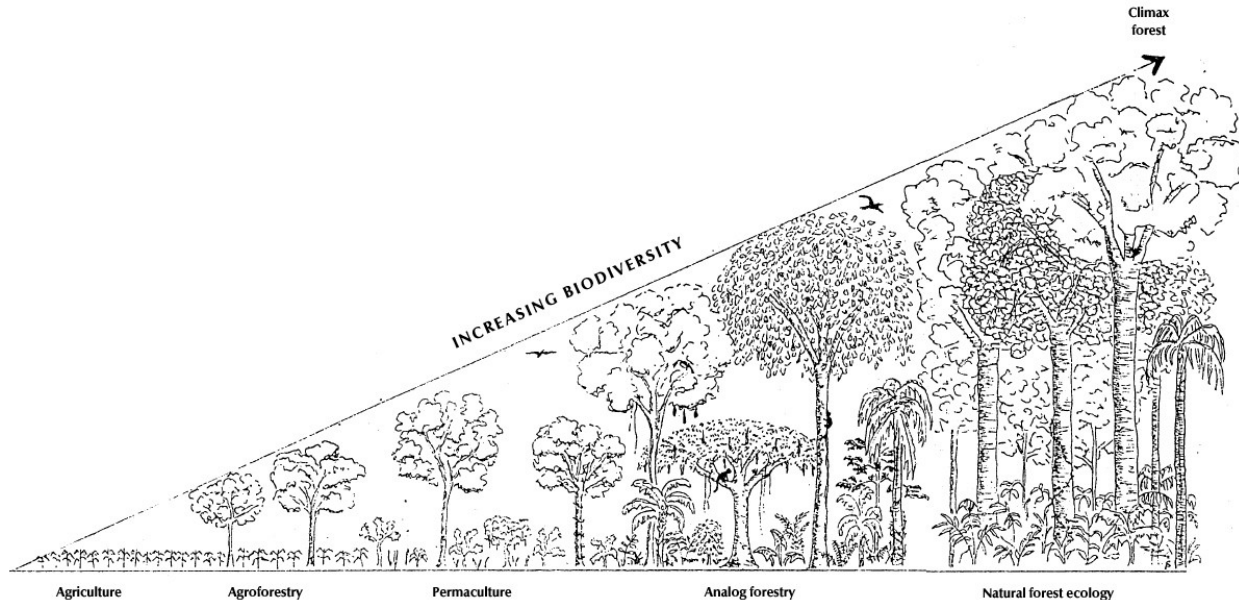 Climax
forest
INCREASING BIODIVERSITY
Agriculture
Agroforestry
Permaculture
Analog forestry
Natural forest ecology